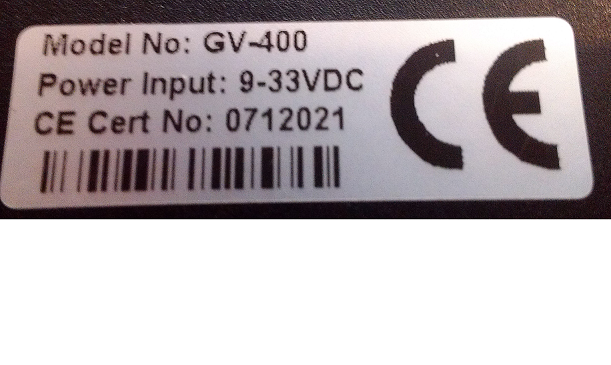 Model No: GV-400
Power Input: 9-33VDC
CE Cert No: 0712021
CE